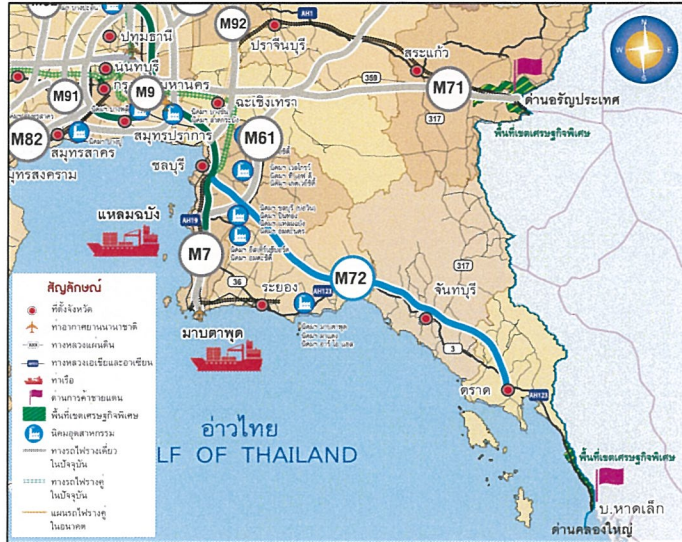 M92
AH1
ปทุมธานี
ปราจีนบุรี
สระแก้ว
นนทบุรี
M91
M9
359
M71
ฉะเชิงเทรา
ด่านอรัญประเทศ
317
M82
สมุทรปราการ
M61
พื้นที่เขตเศรษฐกิจพิเศษ
สมุทรสาคร
ชลบุรี
แหลมฉบัง
AH19
M7
317
M72
จันทบุรี
36
ระยอง
AH123
มาบตาพุด
3
ตราด
AH123
อ่าวไทย
LF OF THAILAND
พื้นที่เขตเศรษฐกิจพิเศษ
บ.หาดเล็ก
ด่านคลองใหญ่
สัญลักษณ์
ที่ตั้งจังหวัด
ท่าอากาศยานนานาชาติ
ทางหลวงแผ่นดิน
ทางหลวงเอเชียและอาเซียน
ท่าเรือ
ด่านการค้าชายแดน
พื้นที่เขตเศรษฐกิจพิเศษ
นิคมอุตสาหกรรม
ทางรถไฟรางเดี่ยว
ในปัจจุบัน
ทางรถไฟรางคู่
ในปัจจุบัน
แผนรถไฟรางคู่
ในอนาคต